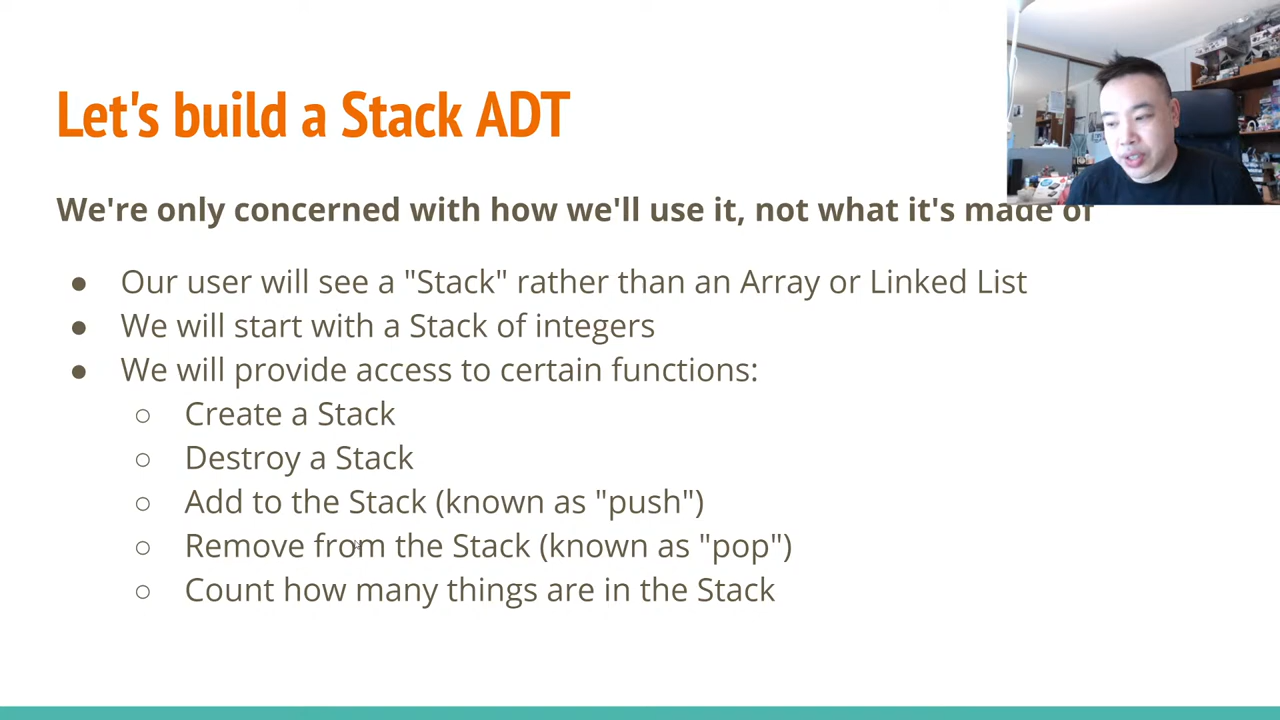 Let's build a Stack ADT
We're only concerned with how we'll use it, not what it's made of
Our user will see a "Stack" rather than an Array or Linked List
We will start with a Stack of integers
We will provide access to certain functions:
Create a Stack
Destroy a Stack
Add to the Stack (known as "push")
Remove from the Stack (known as "pop")
Count how many things are in the Stack